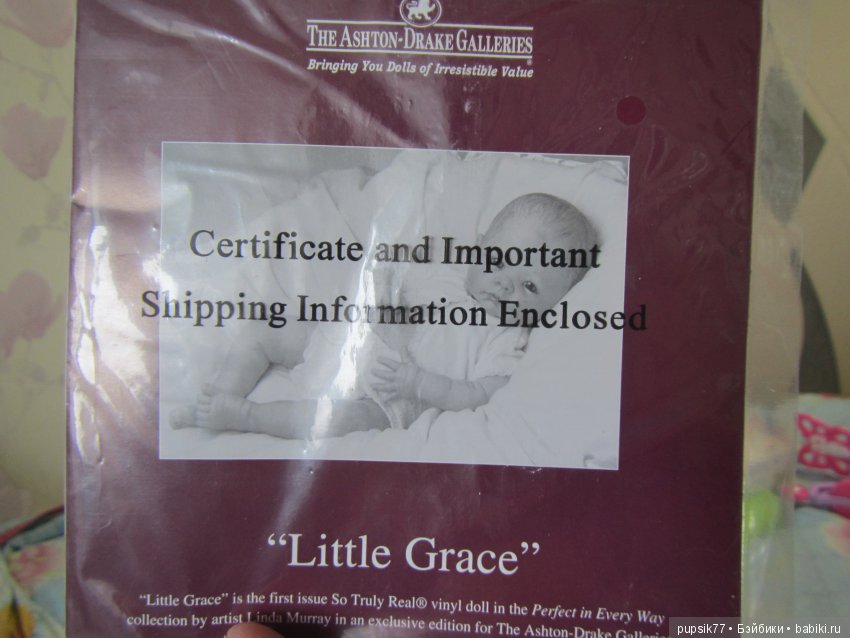 THE ASHTON-DRAKE GALLERIES
Bringing You Dolls of Irresistible Value
Certificate and Important
Shipping Information Enclosed
“Little Grace”
“Little Grace” is the first issue So Truly Real® vinyl doll in the Perfect in Every Way
collection by artist Linda Murray in an exclusive edition for The Ashton-Drake
pupsik77 • Бэйбики • babiki.ru